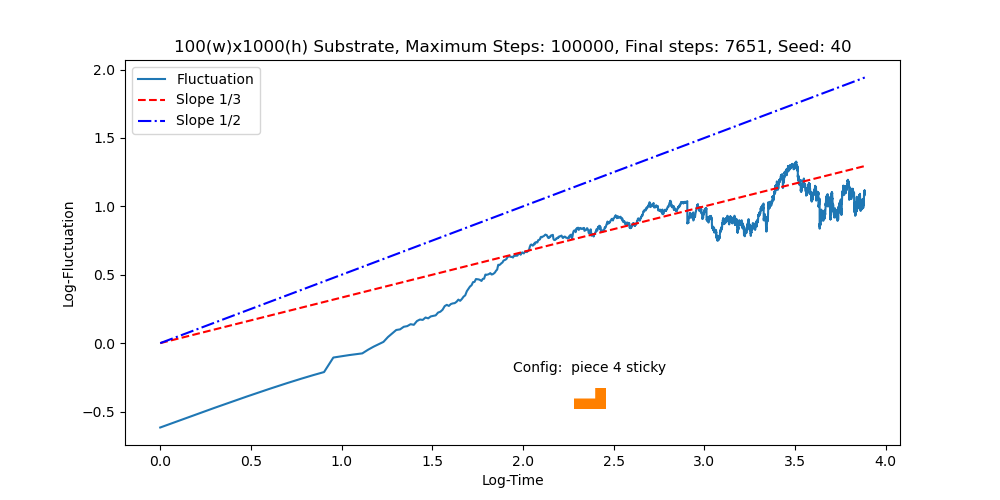 100(w)x1000(h) Substrate, Maximum Steps: 100000, Final steps: 7651, Seed: 40
Fluctuation
Slope 1/3
Slope 1/2
2.0
1.5
1.0
0.5
0.0
−0.5
Log-Fluctuation
Config:  piece 4 sticky
0.0 0.5 1.0 1.5 2.0 2.5 3.0 3.5 4.0
Log-Time